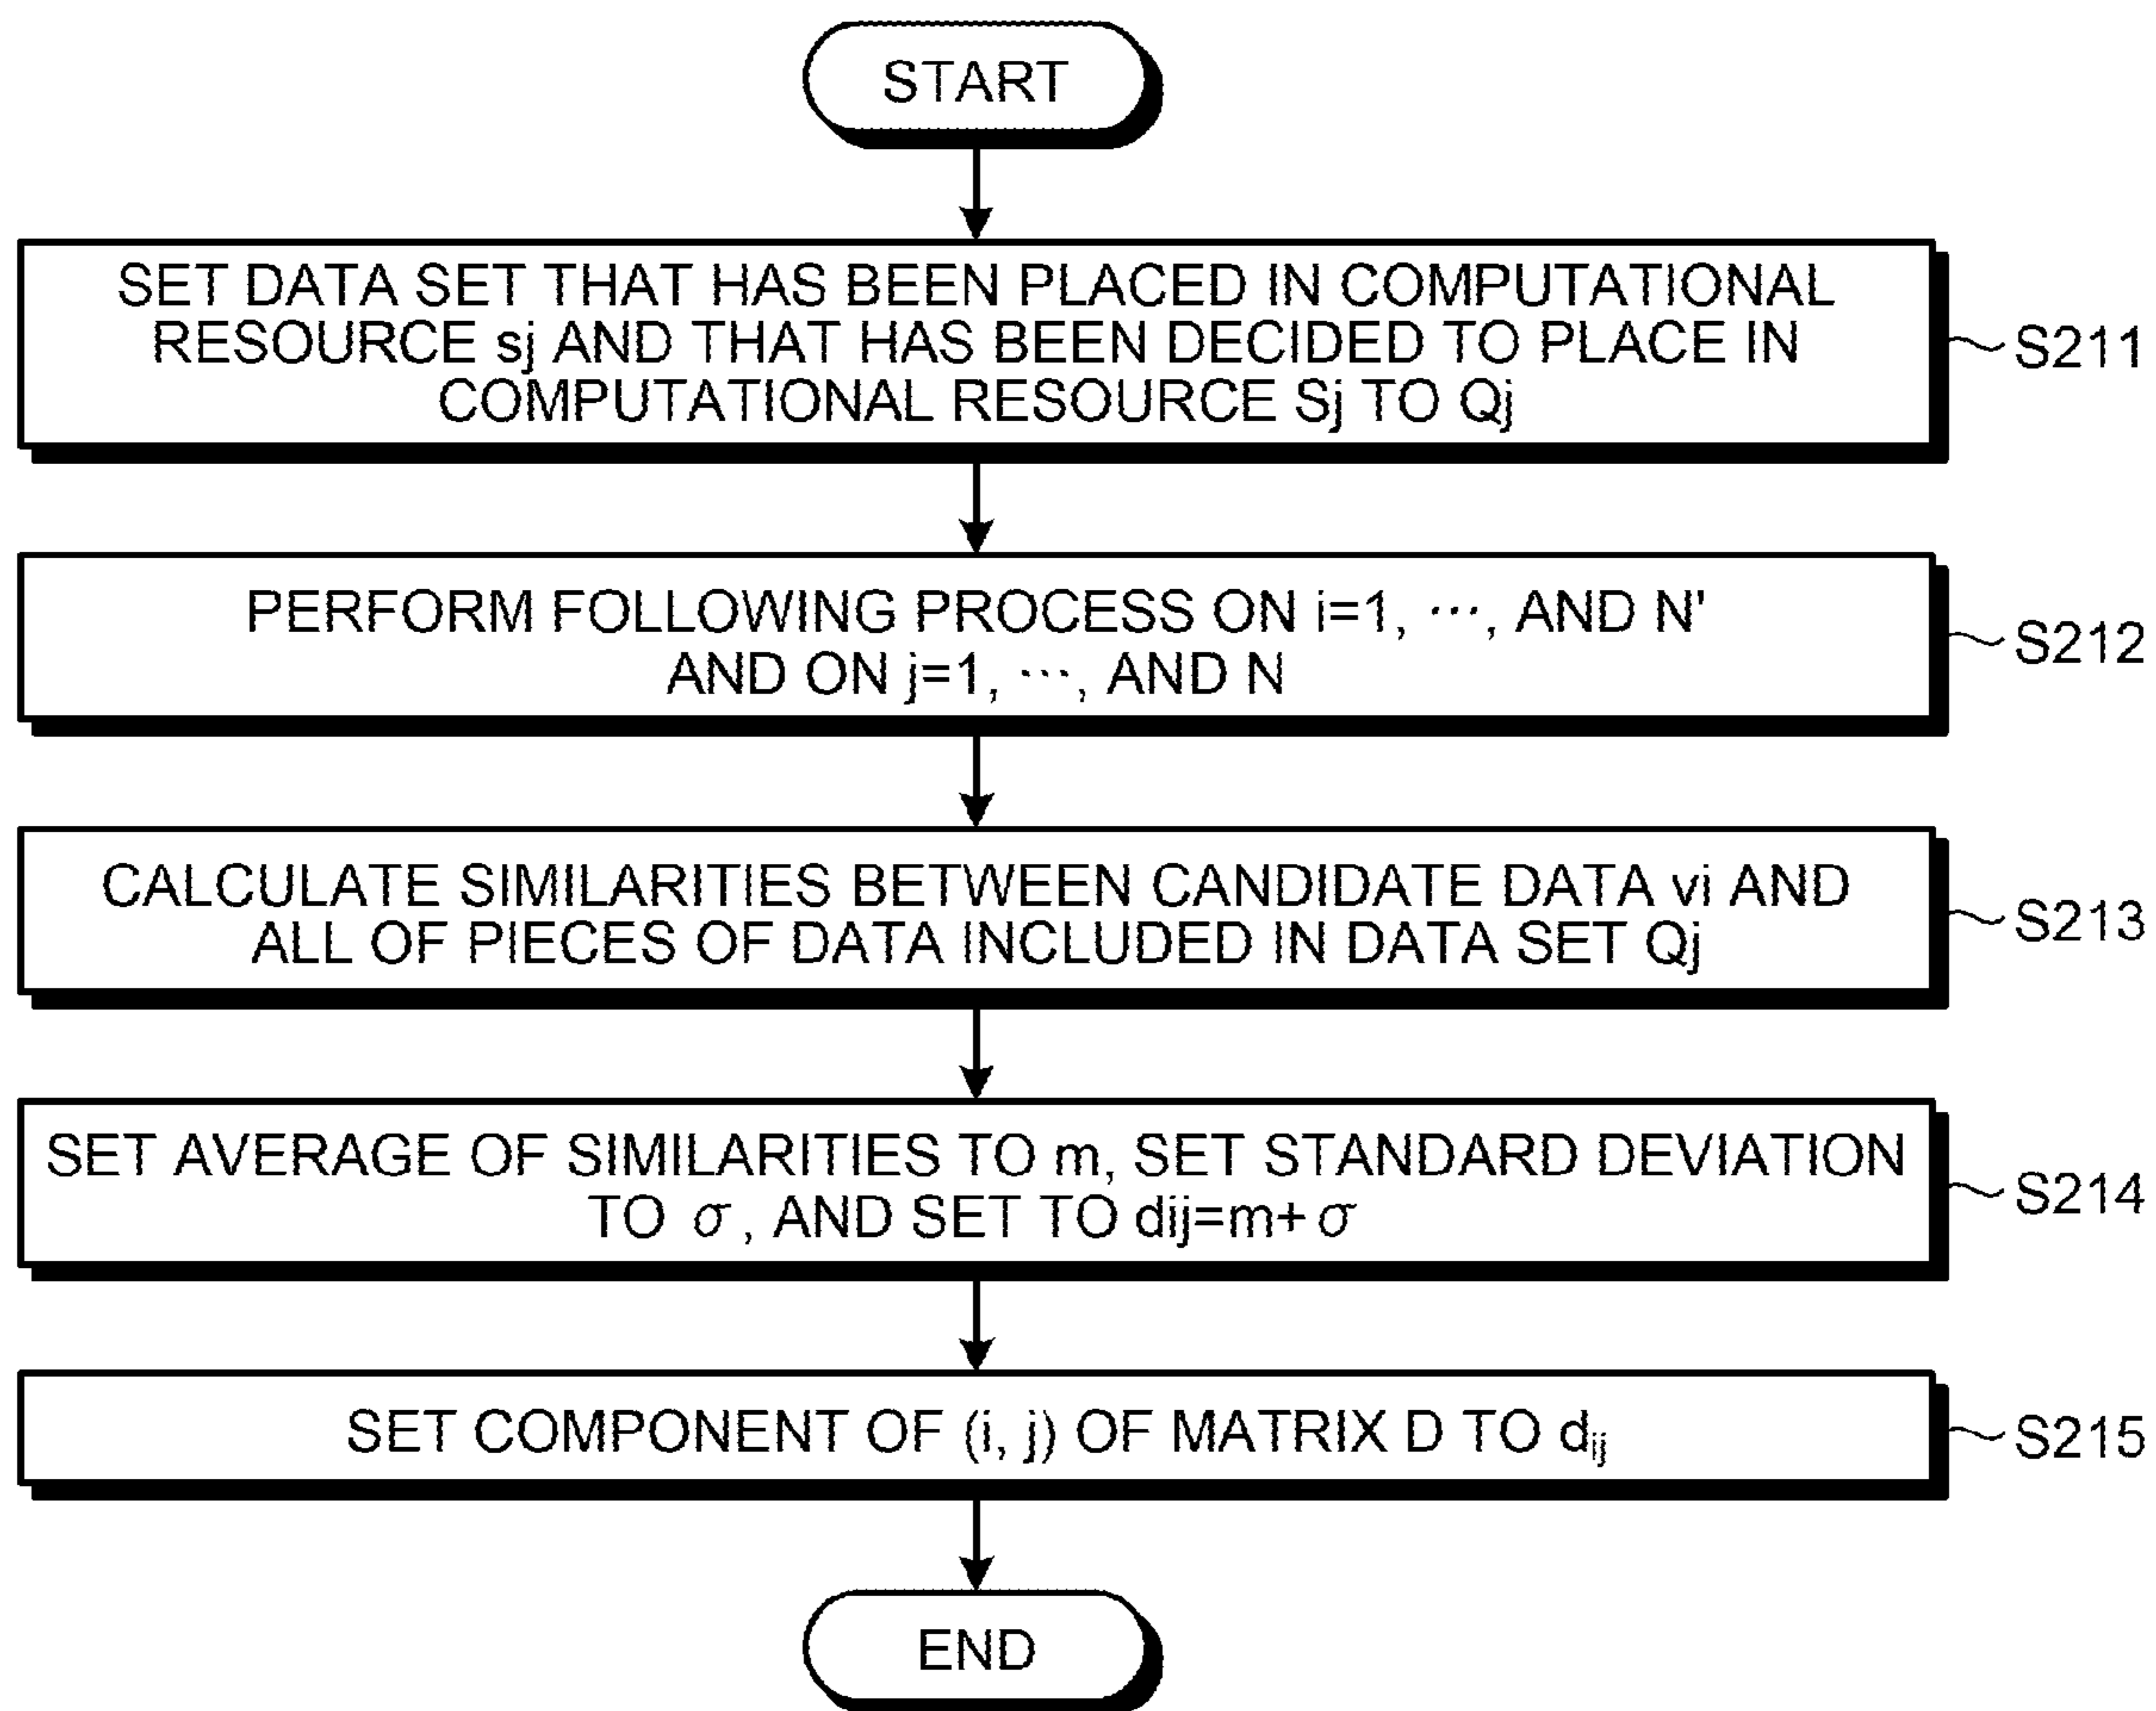 START
SET DATA SET THAT HAS BEEN PLACED IN COMPUTATIONAL
RESOURCE sj AND THAT HAS BEEN DECIDED TO PLACE IN
COMPUTATIONAL RESOURCE Sj TO Qj
S211
PERFORM FOLLOWING PROCESS ON i=1, ···, AND N'
AND ON j=1, ···, AND N
S212
CALCULATE SIMILARITIES BETWEEN CANDIDATE DATA vi AND
ALL OF PIECES OF DATA INCLUDED IN DATA SET Qj
S213
SET AVERAGE OF SIMILARITIES TO m, SET STANDARD DEVIATION
TO σ, AND SET TO dij=m+σ
S214
SET COMPONENT OF (i, j) OF MATRIX D TO dij
S215
END